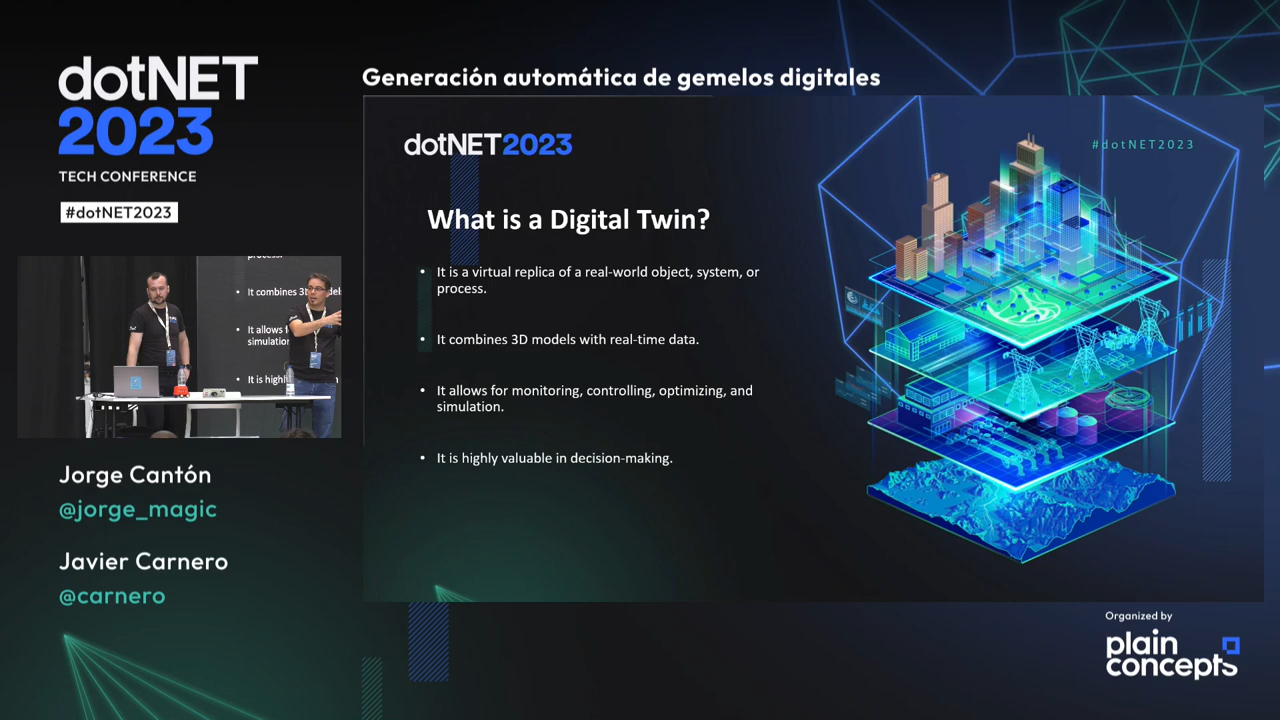 dotNET
2023
TECH CONFERENCE
#dotNET2023
Generación automática de gemelos digitales
dotNET2023
#dotNET2023
What is a Digital Twin?
• It is a virtual replica of a real-world object, system, or
process.
• It combines 3D models with real-time data.
• It allows for monitoring, controlling, optimizing, and
simulation.
• It is highly valuable in decision-making.
process.
• It combines 3D
• It allows f
simulation
• It is highl
Jorge Cantón
@jorge_magic
Javier Carnero
@carnero
Organized by
plain
concepts